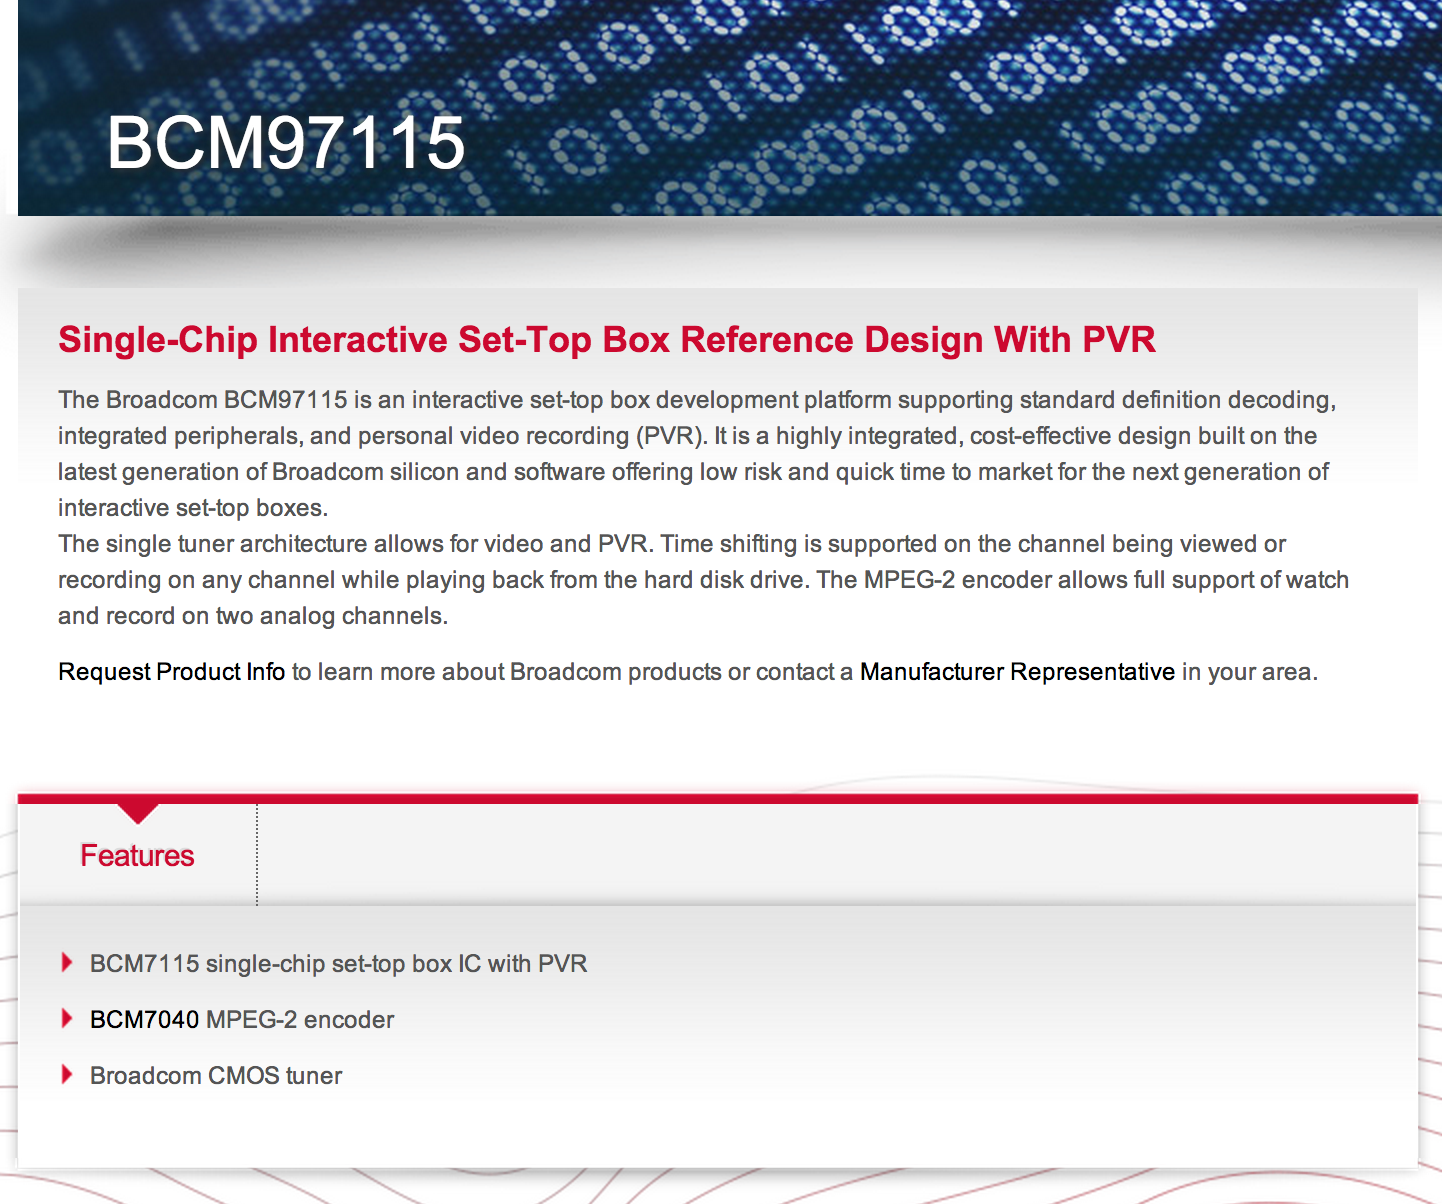 BCM97115
Single-Chip Interactive Set-Top Box Reference Design With PVR
The Broadcom BCM97115 is an interactive set-top box development platform supporting standard definition decoding,
integrated peripherals, and personal video recording (PVR). It is a highly integrated, cost-effective design built on the
latest generation of Broadcom silicon and software offering low risk and quick time to market for the next generation of
interactive set-top boxes.
The single tuner architecture allows for video and PVR. Time shifting is supported on the channel being viewed or
recording on any channel while playing back from the hard disk drive. The MPEG-2 encoder allows full support of watch
and record on two analog channels.
Request Product Info to learn more about Broadcom products or contact a Manufacturer Representative in your area.
Features
BCM7115 single-chip set-top box IC with PVR
BCM7040 MPEG-2 encoder
Broadcom CMOS tuner